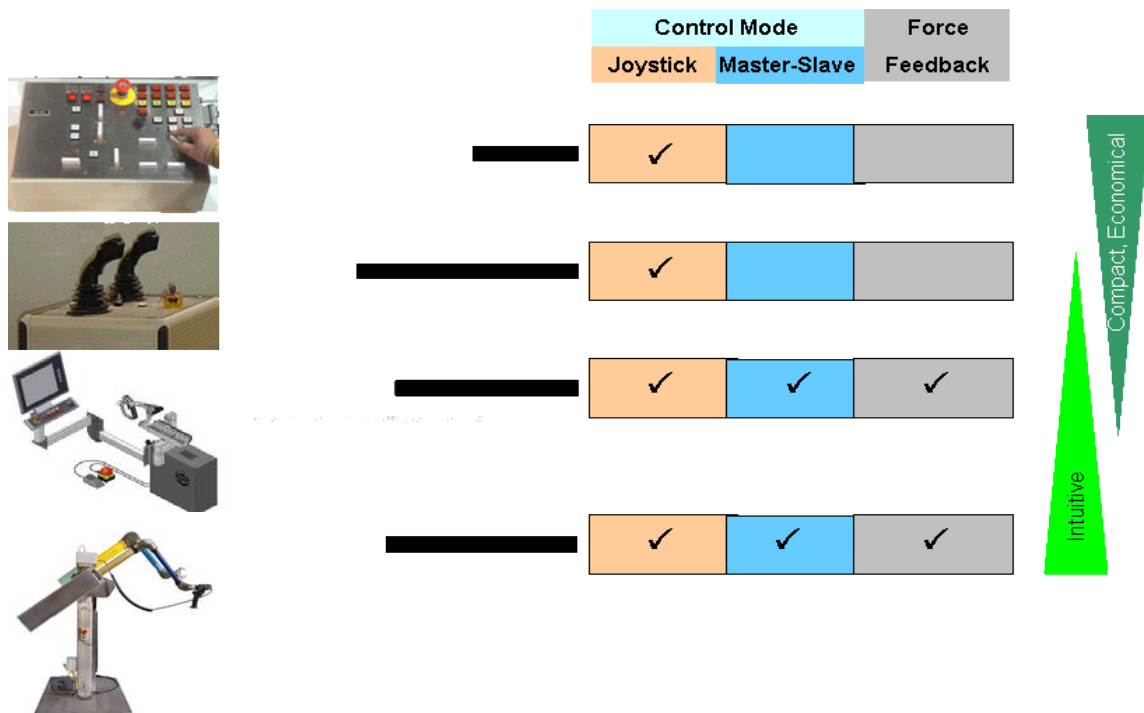 Control Mode
Force
Joystick
Master-Slave
Feedback
Compact, Economical
Intuitive